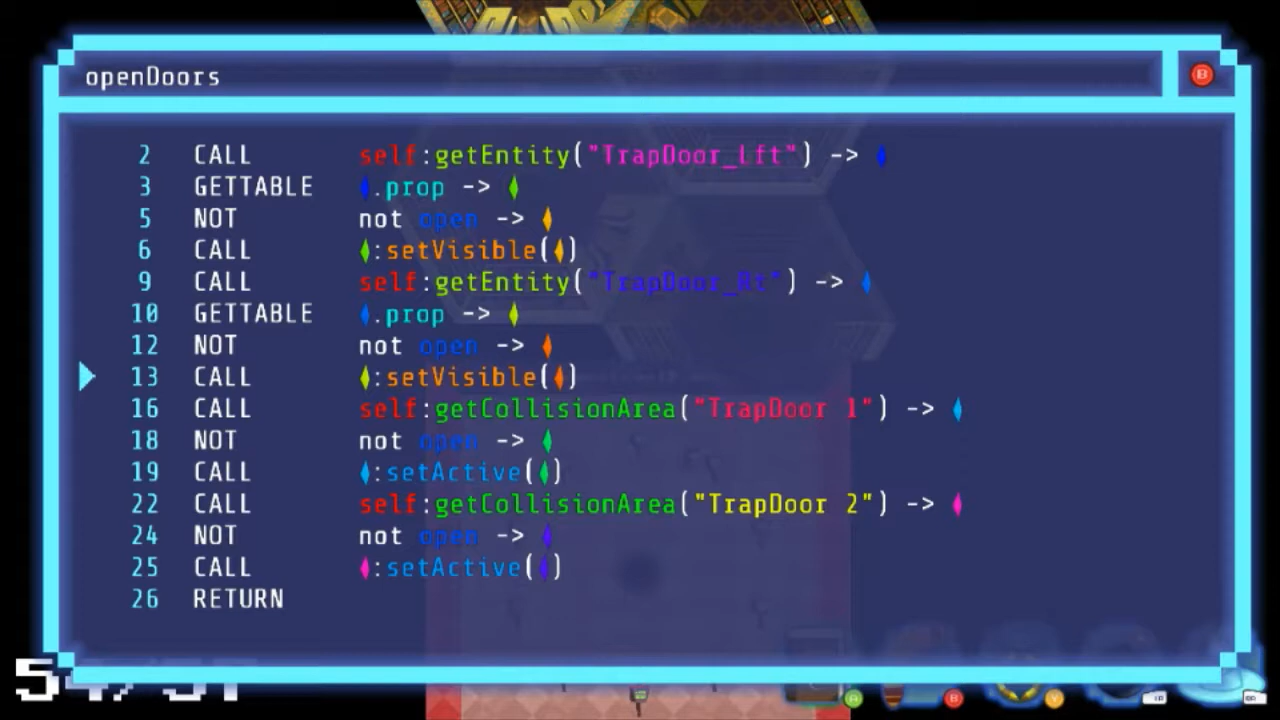 openDoors
B
2 CALL self:getEntity("TrapDoor_Lft") ->
3 GETTABLE .prop ->
5 NOT not open ->
6 CALL :setVisible()
9 CALL self:getEntity("TrapDoor_Rt") ->
10 GETTABLE .prop ->
12 NOT not open ->
13 CALL :setVisible()
16 CALL self:getCollisionArea("TrapDoor 1") ->
18 NOT not open ->
19 CALL :setActive()
22 CALL self:getCollisionArea("TrapDoor 2") ->
24 NOT not open ->
25 CALL :setActive()
26 RETURN
A B Y